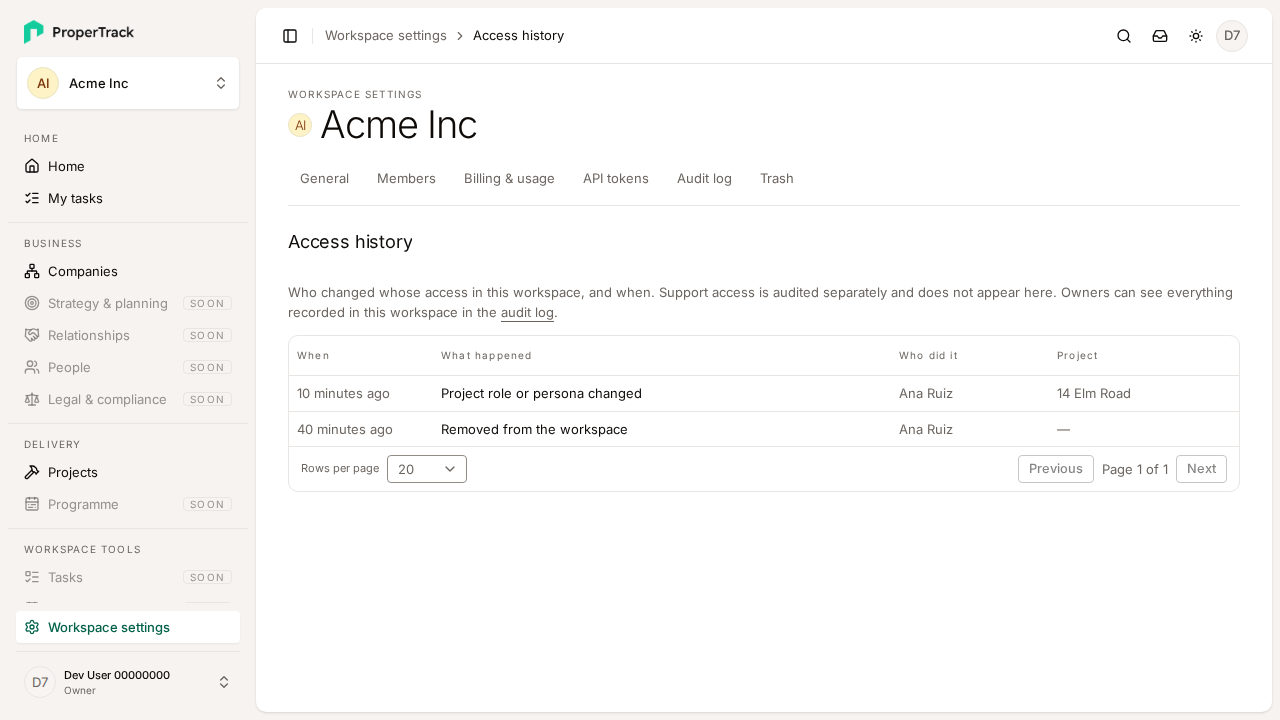 ProperTrack
AI Acme Inc
HOME
Home
My tasks
BUSINESS
Companies
Strategy & planning SOON
Relationships SOON
People SOON
Legal & compliance SOON
DELIVERY
Projects
Programme SOON
WORKSPACE TOOLS
Tasks SOON
Workspace settings
D7 Dev User 00000000
Owner
Workspace settings Access history D7
WORKSPACE SETTINGS
AI Acme Inc
General Members Billing & usage API tokens Audit log Trash
Access history
Who changed whose access in this workspace, and when. Support access is audited separately and does not appear here. Owners can see everything
recorded in this workspace in the audit log.
When What happened Who did it Project
10 minutes ago Project role or persona changed Ana Ruiz 14 Elm Road
40 minutes ago Removed from the workspace Ana Ruiz —
Rows per page 20 Previous Page 1 of 1 Next